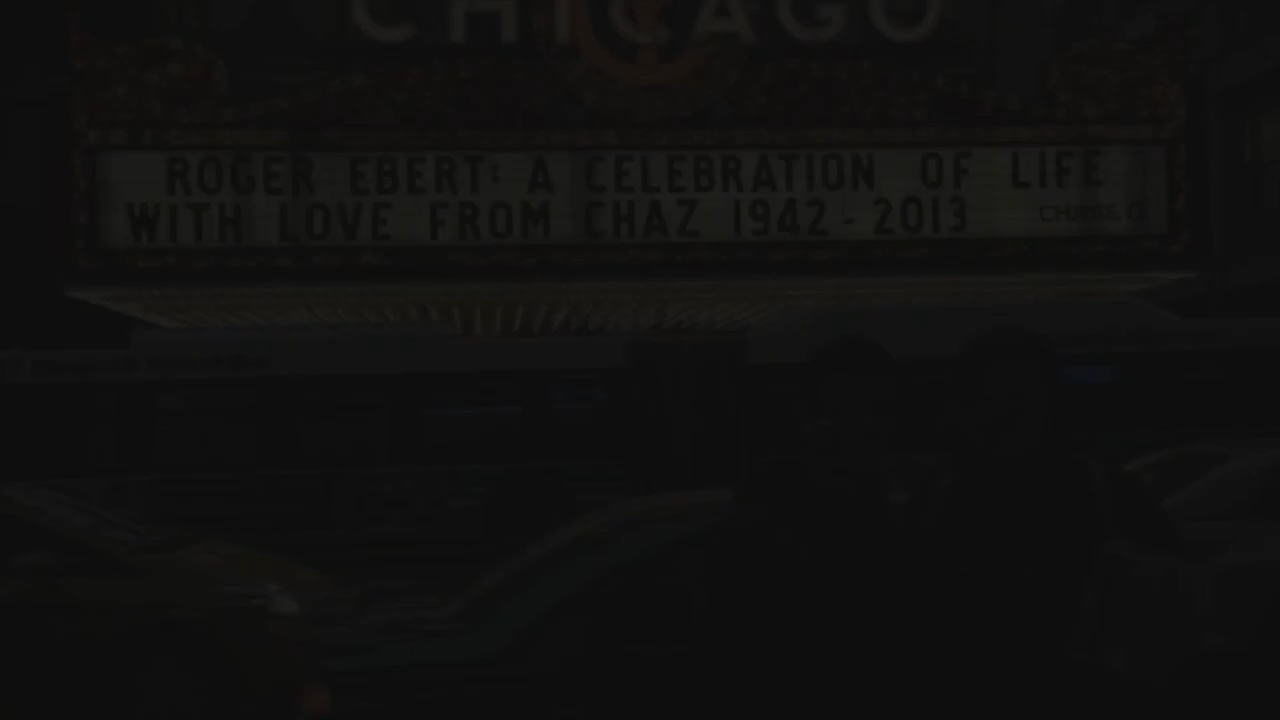 CHICAGO
ROGER EBERT: A CELEBRATION OF LIFE
WITH LOVE FROM CHAZ 1942 - 2013